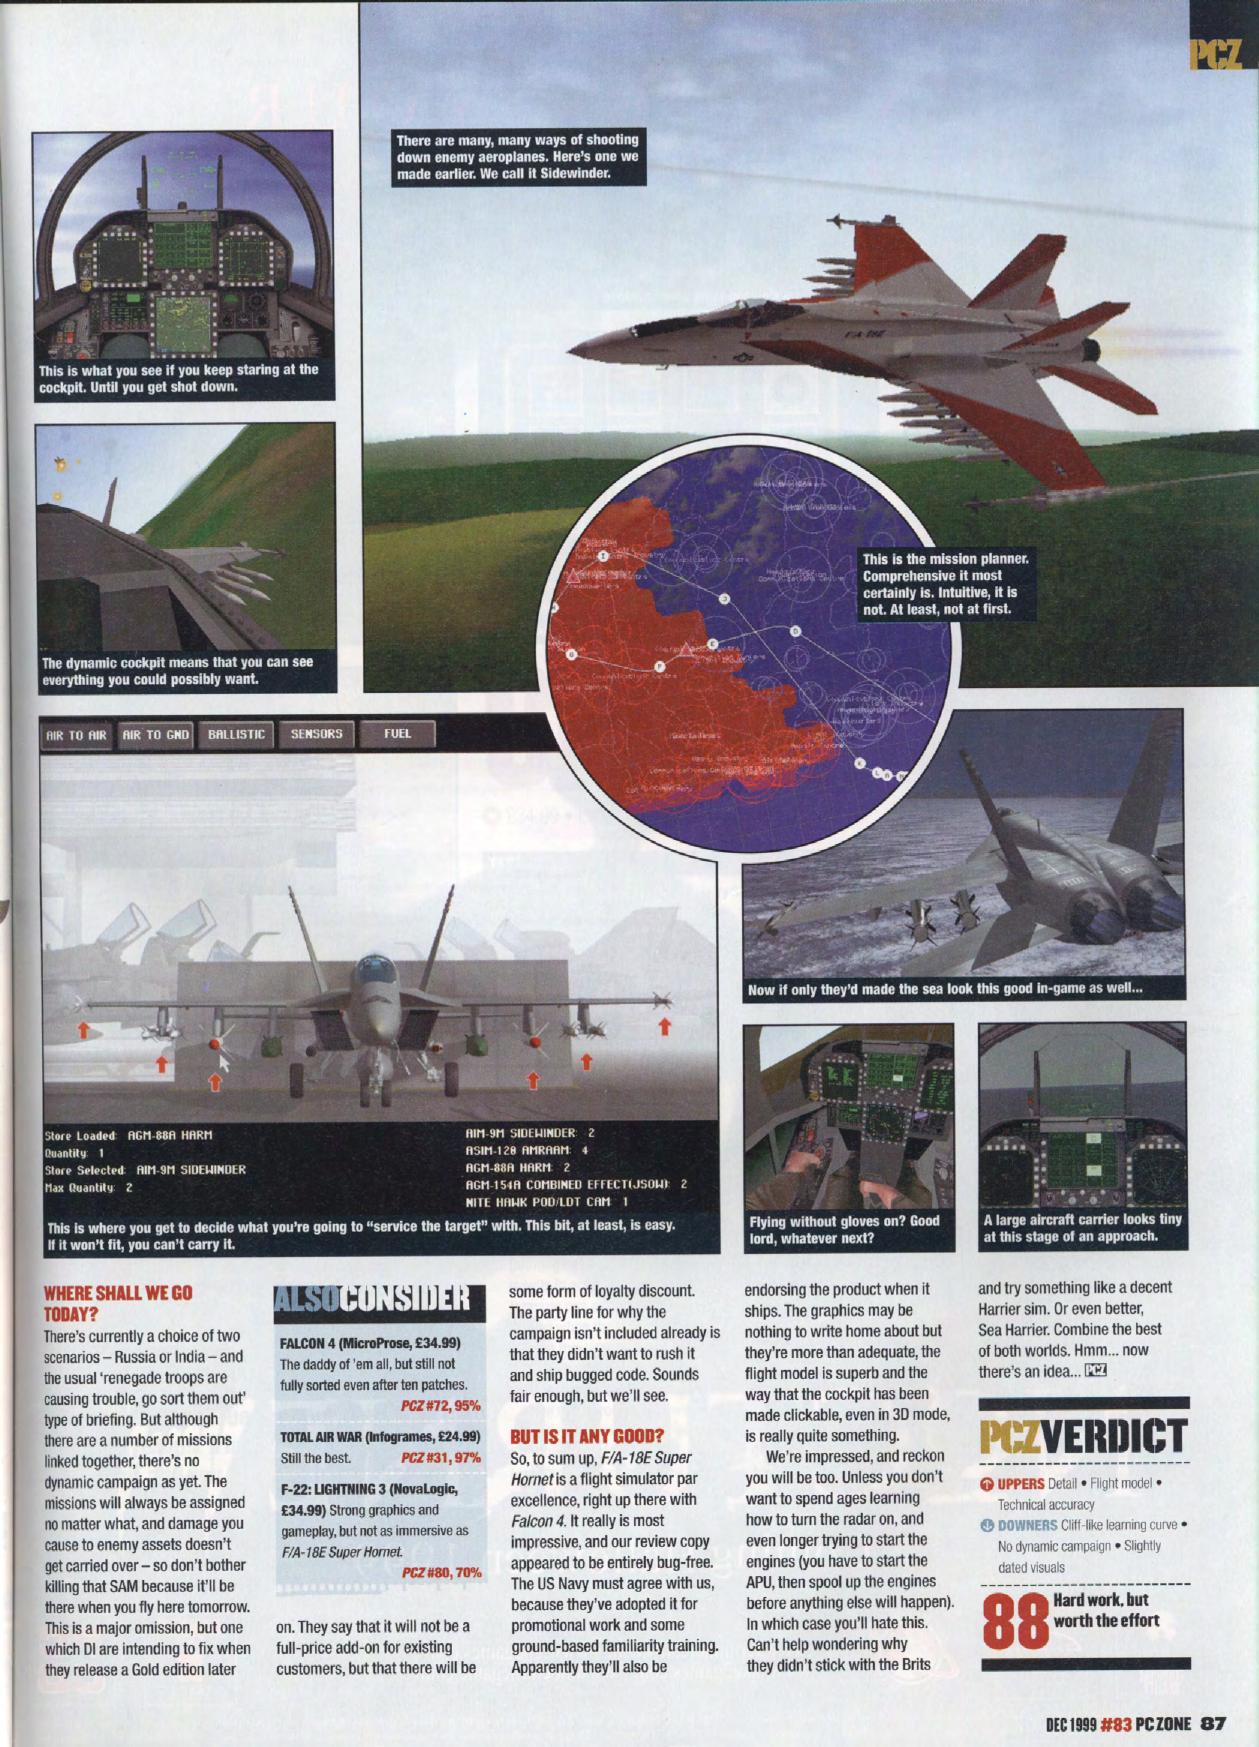 PCZ
There are many, many ways of shooting
down enemy aeroplanes. Here's one we
made earlier. We call it Sidewinder.
This is what you see if you keep staring at the
cockpit. Until you get shot down.
F/A-18E
The dynamic cockpit means that you can see
everything you could possibly want.
This is the mission planner.
Comprehensive it most
certainly is. Intuitive, it is
not. At least, not at first.
AIR TO AIR
AIR TO GND
BALLISTIC
SENSORS
FUEL
Store Loaded: AGM-88A HARM
Quantity: 1
Store Selected: AIM-9M SIDEWINDER
Max Quantity: 2
AIM-9M SIDEWINDER: 2
ASIM-120 AMRAAM: 4
AGM-88A HARM: 2
AGM-154A COMBINED EFFECT(JSOW): 2
NITE HAWK POD/LDT CAM: 1
This is where you get to decide what you're going to “service the target” with. This bit, at least, is easy.
If it won't fit, you can't carry it.
Now if only they'd made the sea look this good in-game as well...
Flying without gloves on? Good
lord, whatever next?
A large aircraft carrier looks tiny
at this stage of an approach.
WHERE SHALL WE GO
TODAY?
There's currently a choice of two
scenarios – Russia or India – and
the usual 'renegade troops are
causing trouble, go sort them out'
type of briefing. But although
there are a number of missions
linked together, there's no
dynamic campaign as yet. The
missions will always be assigned
no matter what, and damage you
cause to enemy assets doesn't
get carried over – so don't bother
killing that SAM because it'll be
there when you fly here tomorrow.
This is a major omission, but one
which DI are intending to fix when
they release a Gold edition later
ALSOCONSIDER
FALCON 4 (MicroProse, £34.99)
The daddy of 'em all, but still not
fully sorted even after ten patches.
PCZ #72, 95%
TOTAL AIR WAR (Infogrames, £24.99)
Still the best. PCZ #31, 97%
F-22: LIGHTNING 3 (NovaLogic,
£34.99) Strong graphics and
gameplay, but not as immersive as
F/A-18E Super Hornet.
PCZ #80, 70%
on. They say that it will not be a
full-price add-on for existing
customers, but that there will be
some form of loyalty discount.
The party line for why the
campaign isn't included already is
that they didn't want to rush it
and ship bugged code. Sounds
fair enough, but we'll see.
BUT IS IT ANY GOOD?
So, to sum up, F/A-18E Super
Hornet is a flight simulator par
excellence, right up there with
Falcon 4. It really is most
impressive, and our review copy
appeared to be entirely bug-free.
The US Navy must agree with us,
because they've adopted it for
promotional work and some
ground-based familiarity training.
Apparently they'll also be
endorsing the product when it
ships. The graphics may be
nothing to write home about but
they're more than adequate, the
flight model is superb and the
way that the cockpit has been
made clickable, even in 3D mode,
is really quite something.
We're impressed, and reckon
you will be too. Unless you don't
want to spend ages learning
how to turn the radar on, and
even longer trying to start the
engines (you have to start the
APU, then spool up the engines
before anything else will happen).
In which case you'll hate this.
Can't help wondering why
they didn't stick with the Brits
and try something like a decent
Harrier sim. Or even better,
Sea Harrier. Combine the best
of both worlds. Hmm... now
there's an idea... PCZ
PCZVERDICT
UPPERS Detail • Flight model •
Technical accuracy
DOWNERS Cliff-like learning curve •
No dynamic campaign • Slightly
dated visuals
88 Hard work, but
worth the effort
DEC 1999 #83 PC ZONE 87